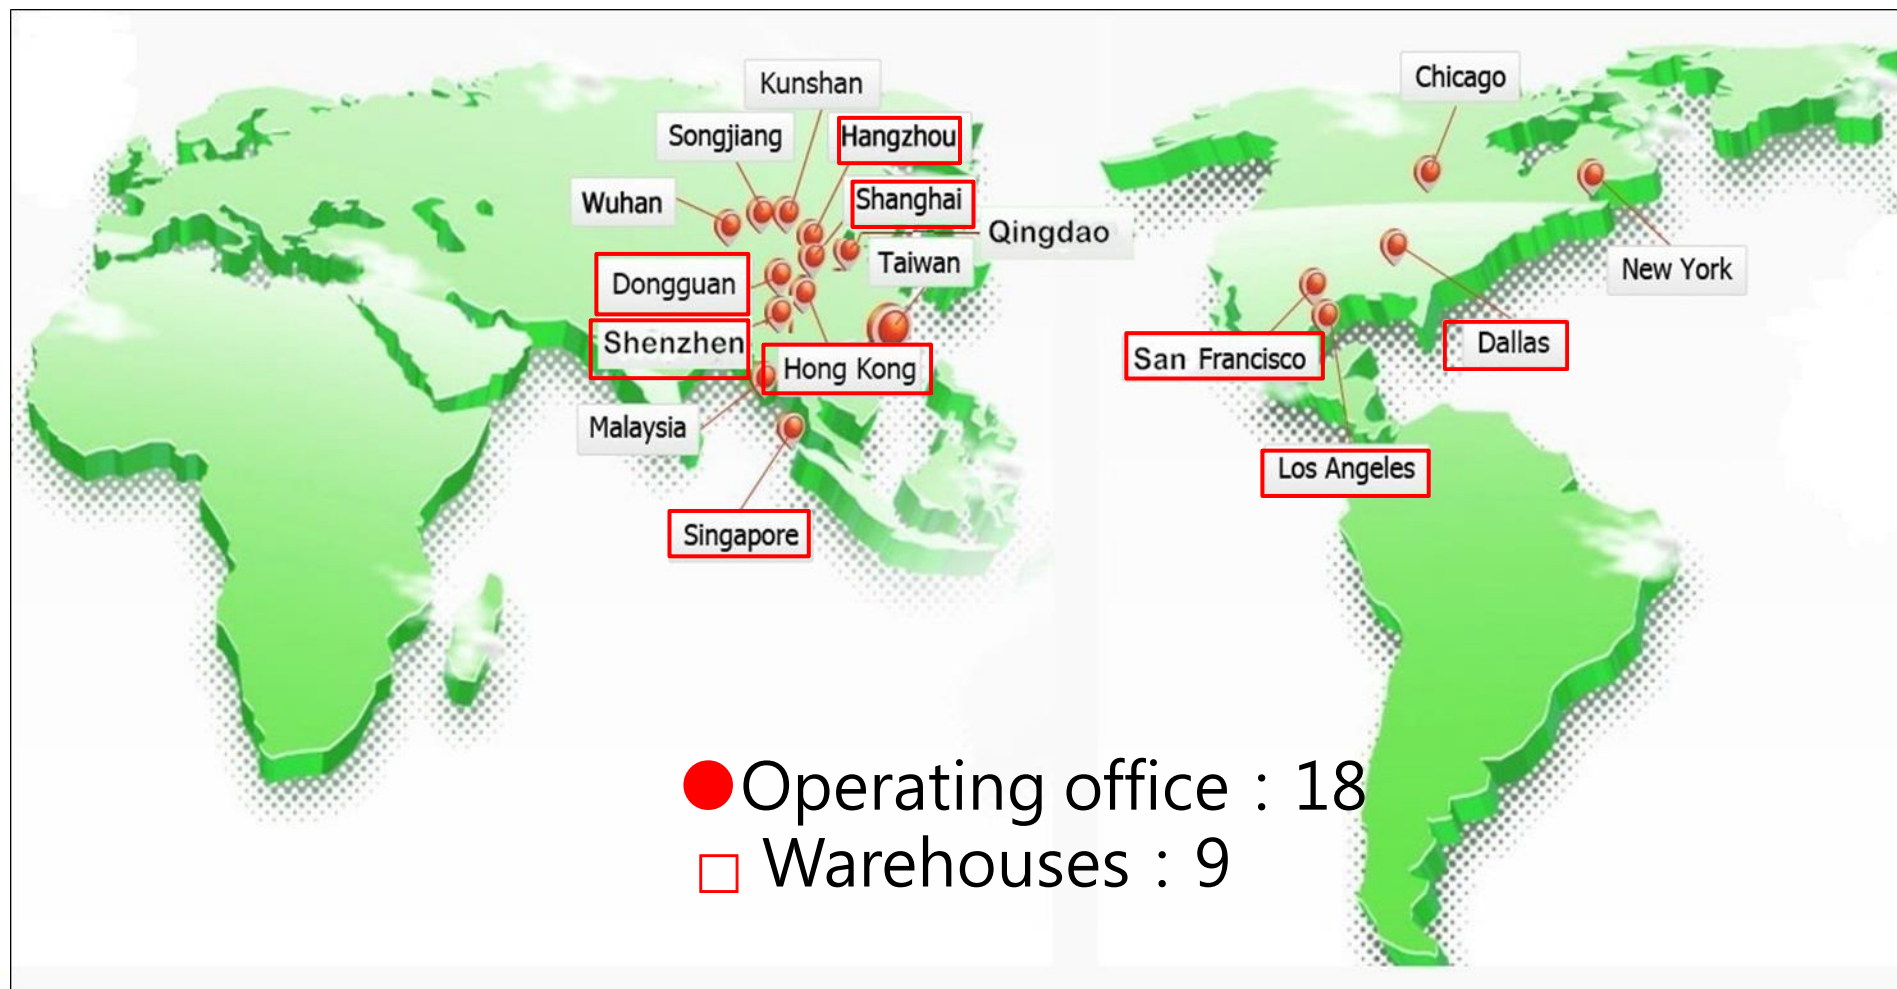 Kunshan
Chicago
Songjiang
Hangzhou
Wuhan
Shanghai
Qingdao
Taiwan
New York
Dongguan
Shenzhen
Hong Kong
San Francisco
Dallas
Malaysia
Los Angeles
Singapore
Operating office : 18
Warehouses : 9